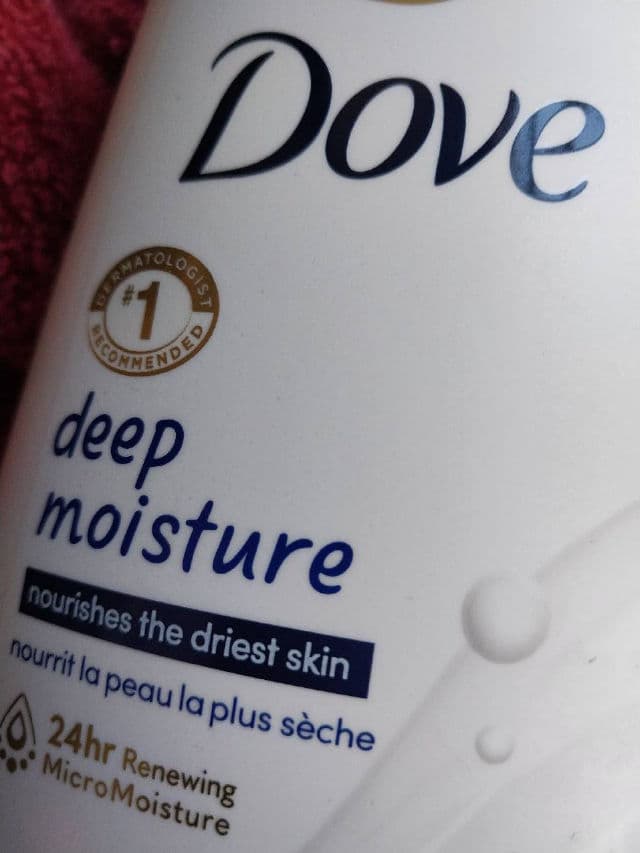 Dove
DERMATOLOGIST
#1
RECOMMENDED
deep
moisture
nourishes the driest skin
nourrit la peau la plus sèche
24hr Renewing
MicroMoisture